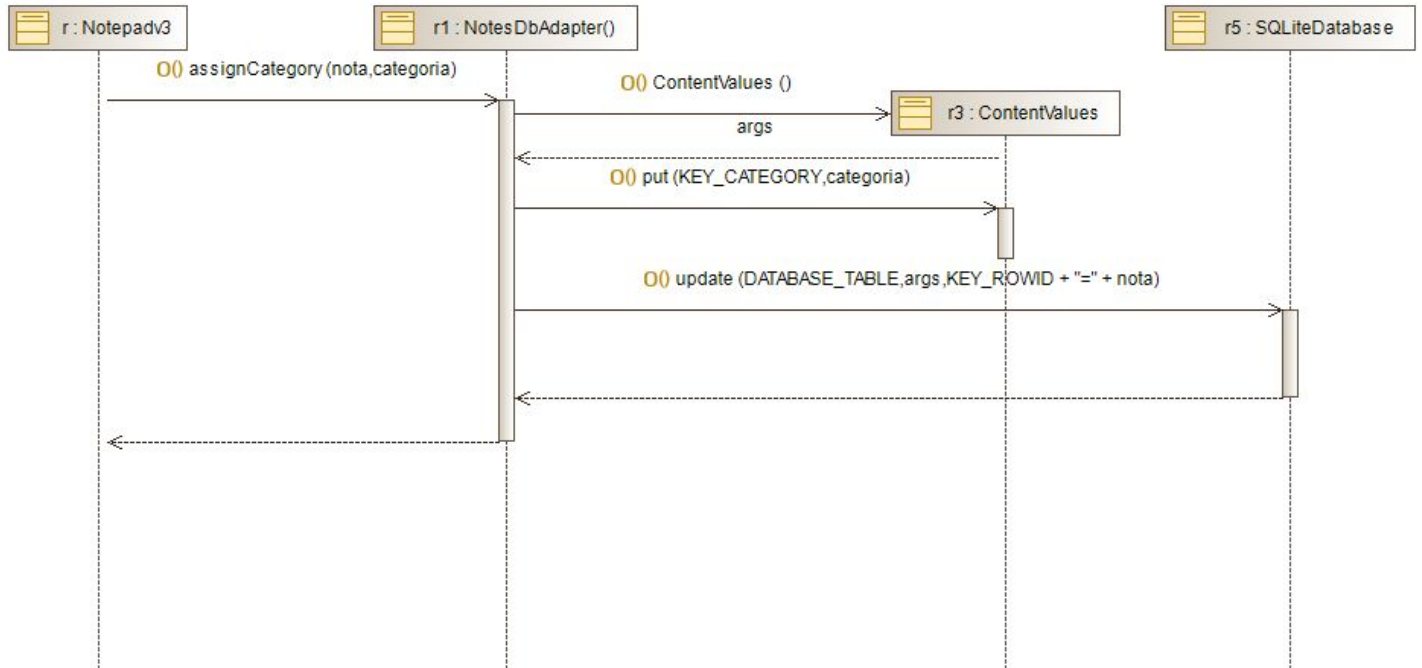 r : Notepadv3
r1 : NotesDbAdapter()
r5 : SQLiteDatabase
O() assignCategory (nota,categoria)
O() ContentValues ()
r3 : ContentValues
args
O() put (KEY_CATEGORY,categoria)
O() update (DATABASE_TABLE,args,KEY_ROWID + "=" + nota)